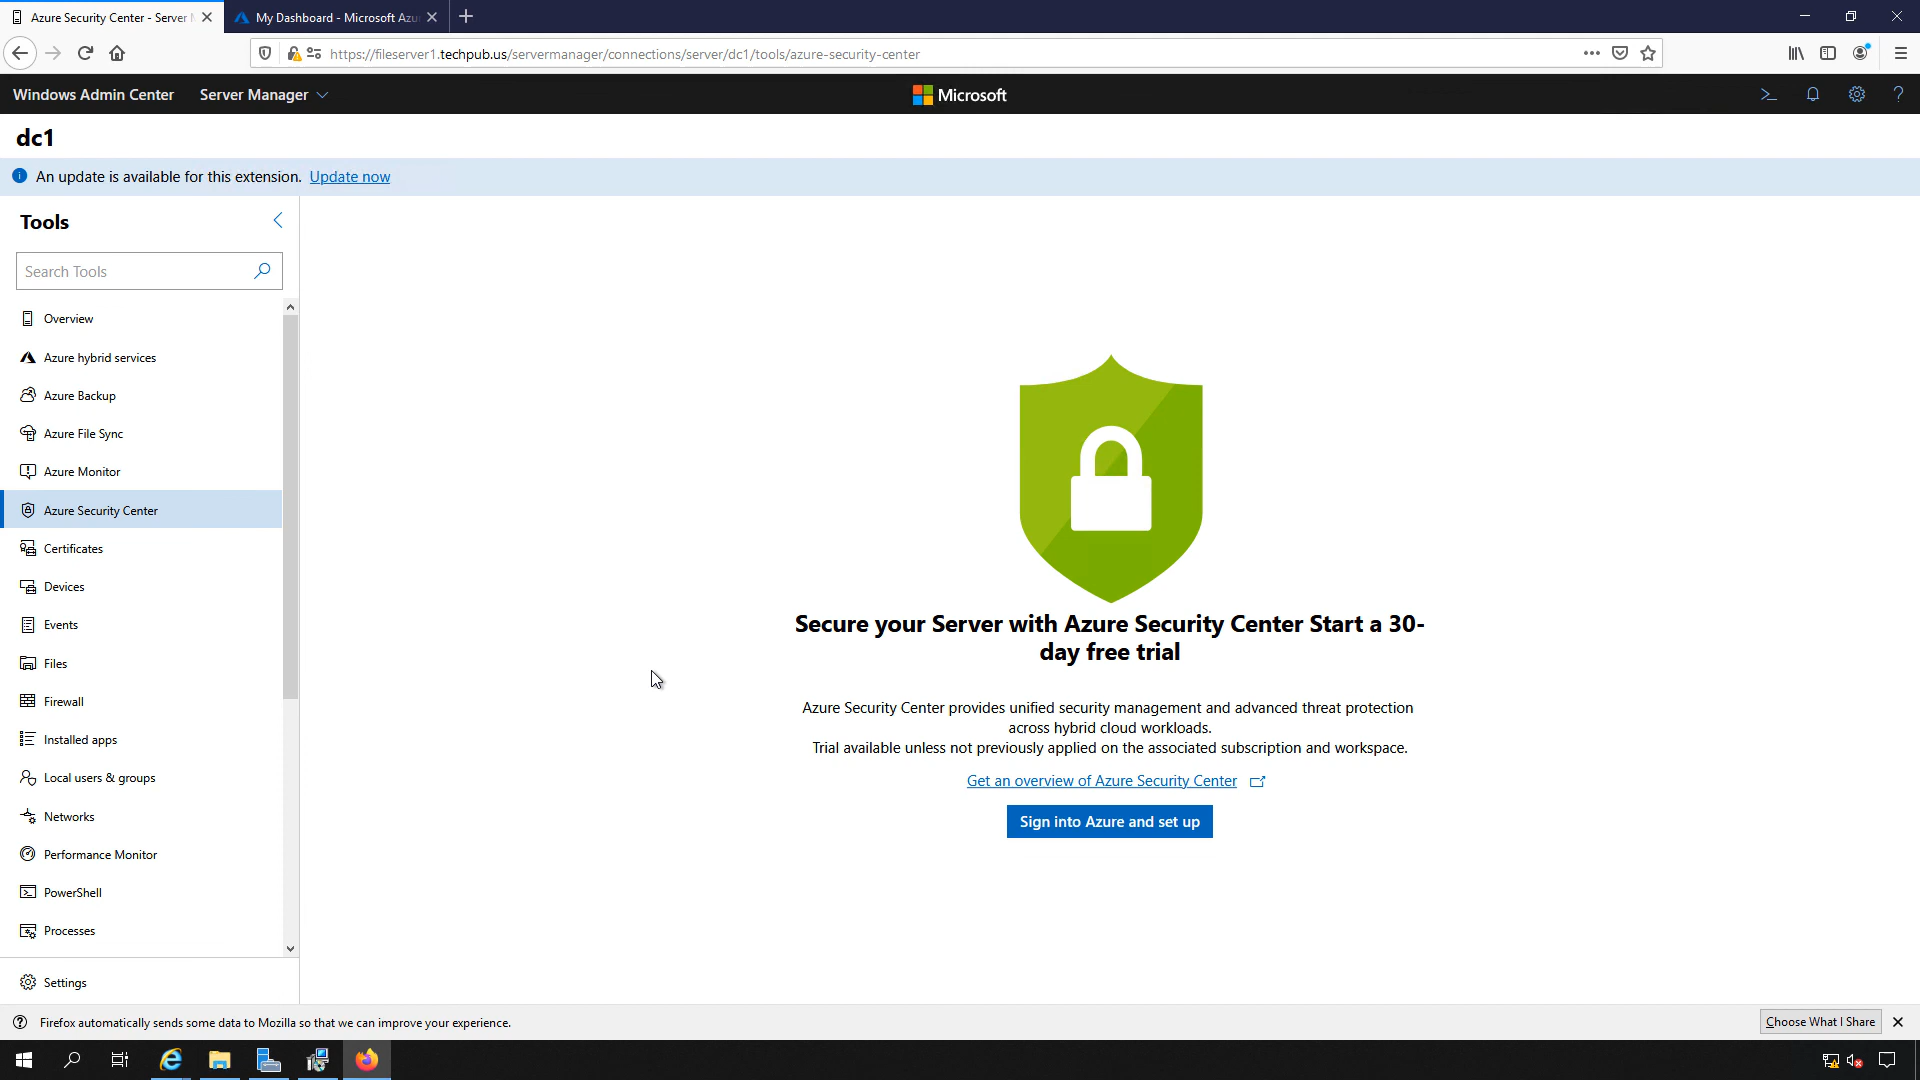 Azure Security Center - Server M
My Dashboard - Microsoft Azu
https://fileserver1.techpub.us/servermanager/connections/server/dc1/tools/azure-security-center
Windows Admin Center
Server Manager
Microsoft
dc1
An update is available for this extension. Update now
Tools
Search Tools
Overview
Azure hybrid services
Azure Backup
Azure File Sync
Azure Monitor
Azure Security Center
Certificates
Devices
Events
Files
Firewall
Installed apps
Local users & groups
Networks
Performance Monitor
PowerShell
Processes
Settings
Secure your Server with Azure Security Center Start a 30-
day free trial
Azure Security Center provides unified security management and advanced threat protection
across hybrid cloud workloads.
Trial available unless not previously applied on the associated subscription and workspace.
Get an overview of Azure Security Center
Sign into Azure and set up
Firefox automatically sends some data to Mozilla so that we can improve your experience.
Choose What I Share